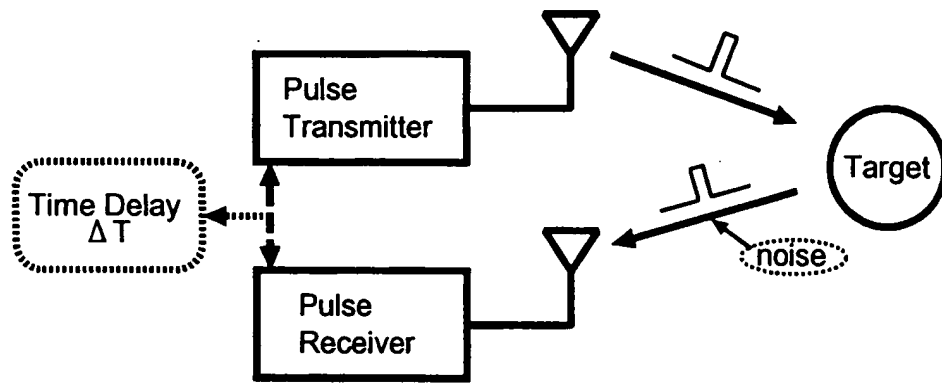 Pulse
Transmitter
Target
Time Delay
Δ T
noise
Pulse
Receiver